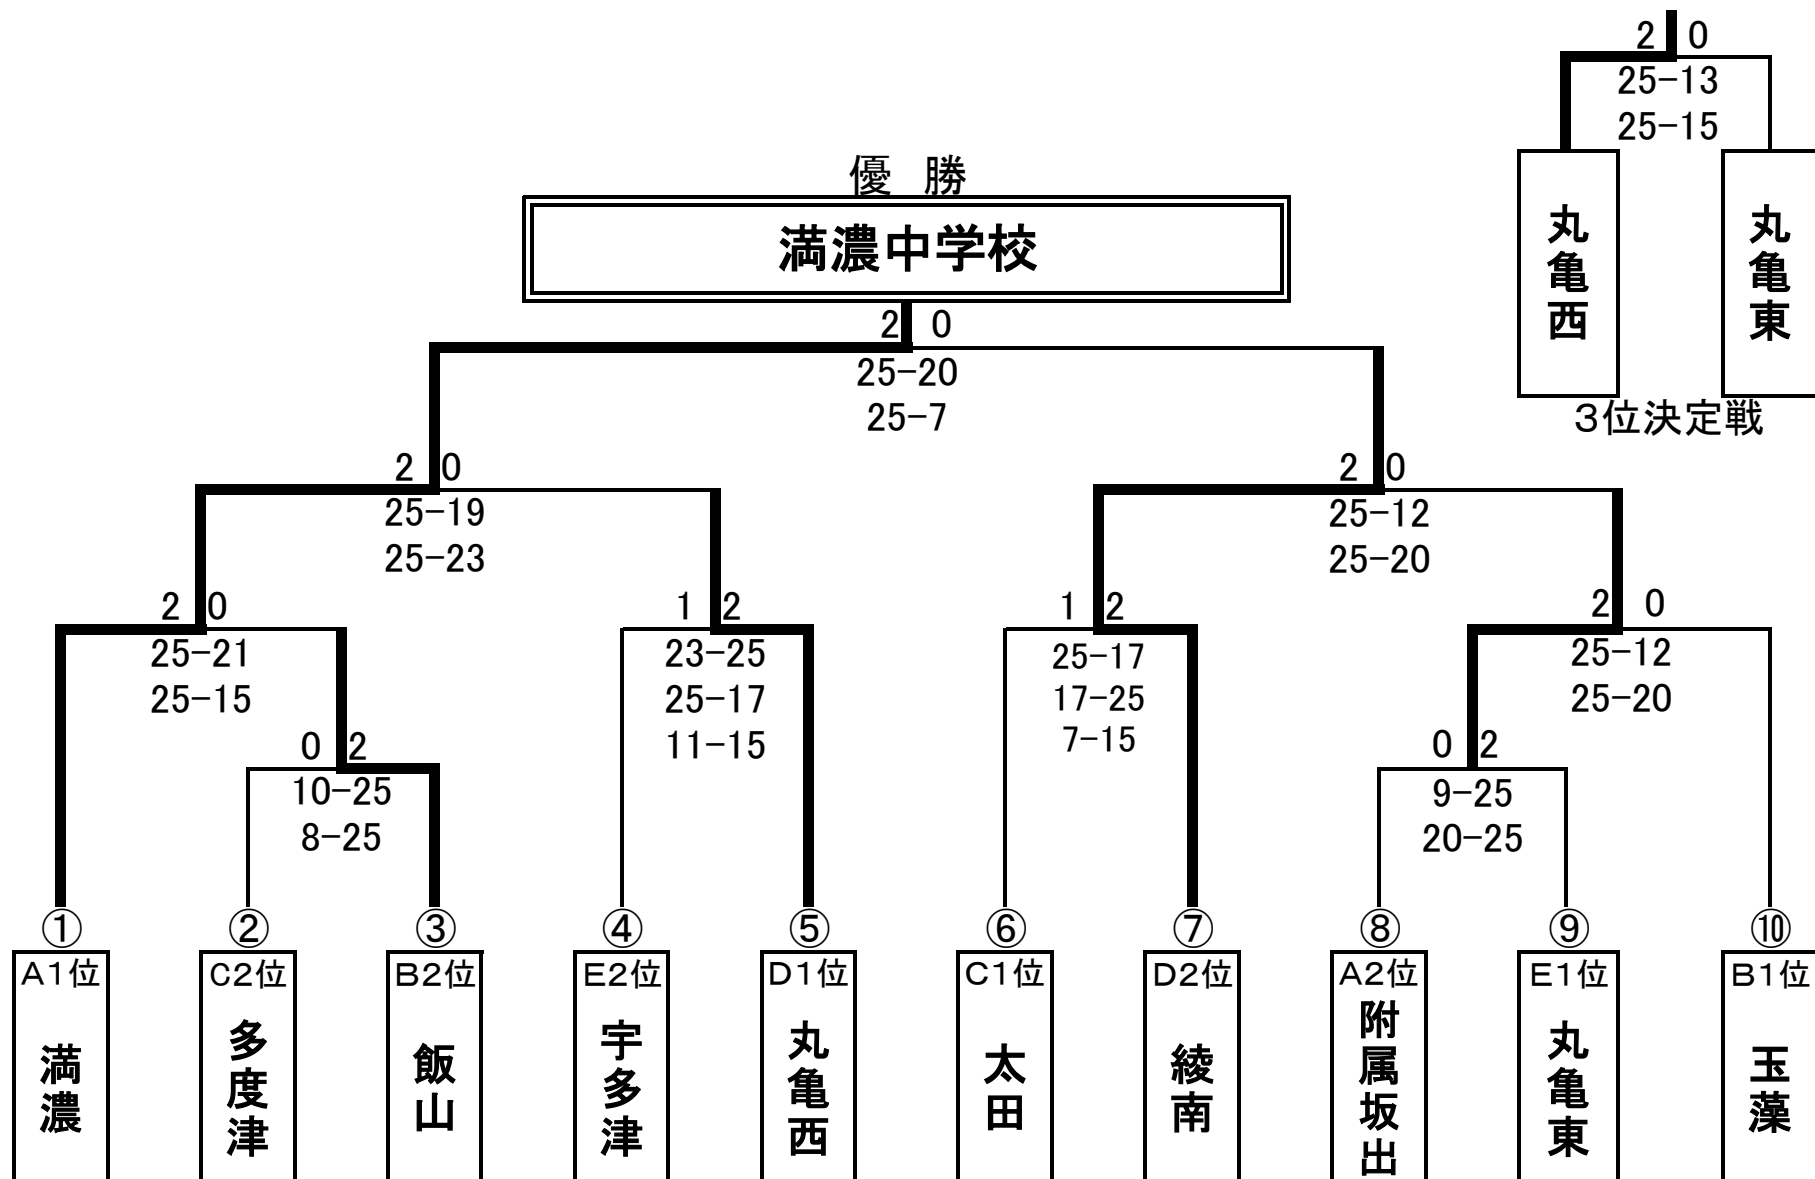 2 0
25-13
25-15
丸亀西
丸亀東
3位決定戦
優 勝
満濃中学校
2 0
25-20
25-7
2 0
25-19
25-23
2 0
25-12
25-20
2 0
25-21
25-15
1 2
23-25
25-17
11-15
1 2
25-17
17-25
7-15
2 0
25-12
25-20
0 2
10-25
8-25
0 2
9-25
20-25
① ② ③ ④ ⑤ ⑥ ⑦ ⑧ ⑨ ⑩
A1位 C2位 B2位 E2位 D1位 C1位 D2位 A2位 E1位 B1位
満濃
多度津
飯山
宇多津
丸亀西
太田
綾南
附属坂出
丸亀東
玉藻